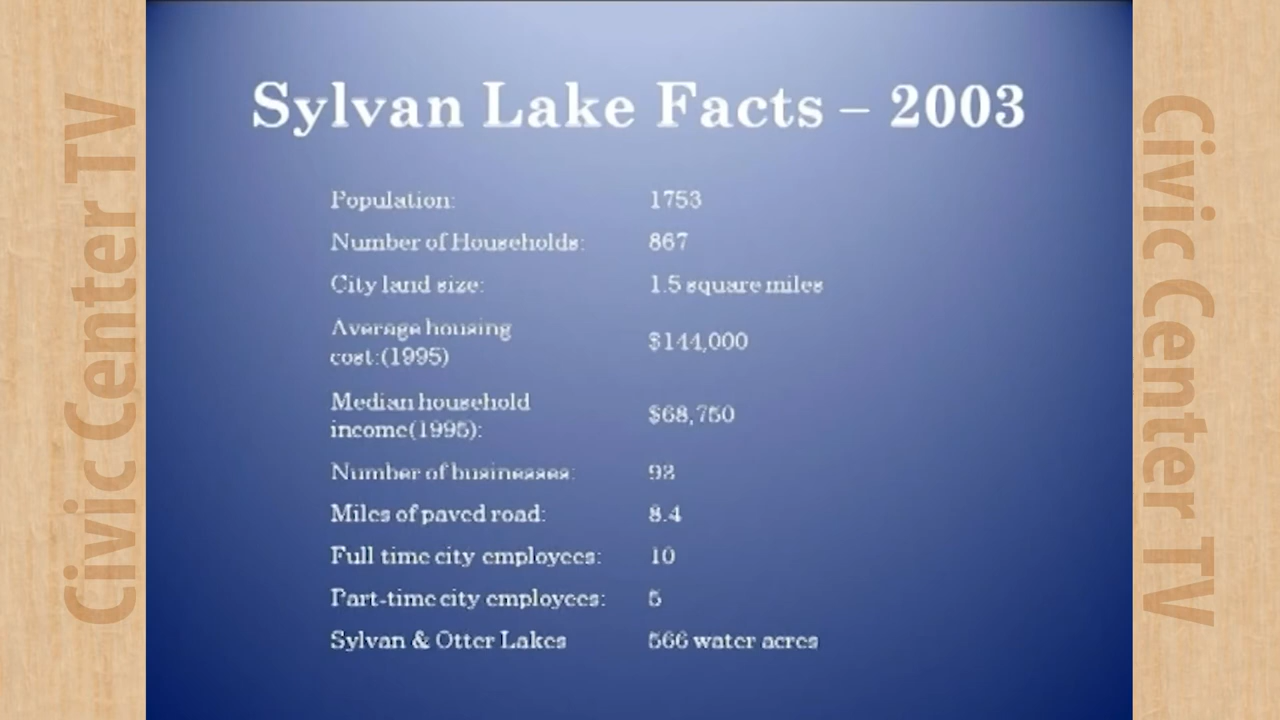 Civic Center TV
Sylvan Lake Facts – 2003
Population: 1753
Number of Households: 867
City land size: 1.5 square miles
Average housing
cost:(1995) $144,000
Median household
income(1995): $68,750
Number of businesses:
Miles of paved road: 8.4
Full time city employees: 10
Part-time city employees: 5
Sylvan & Otter Lakes 566 water acres
Civic Center TV